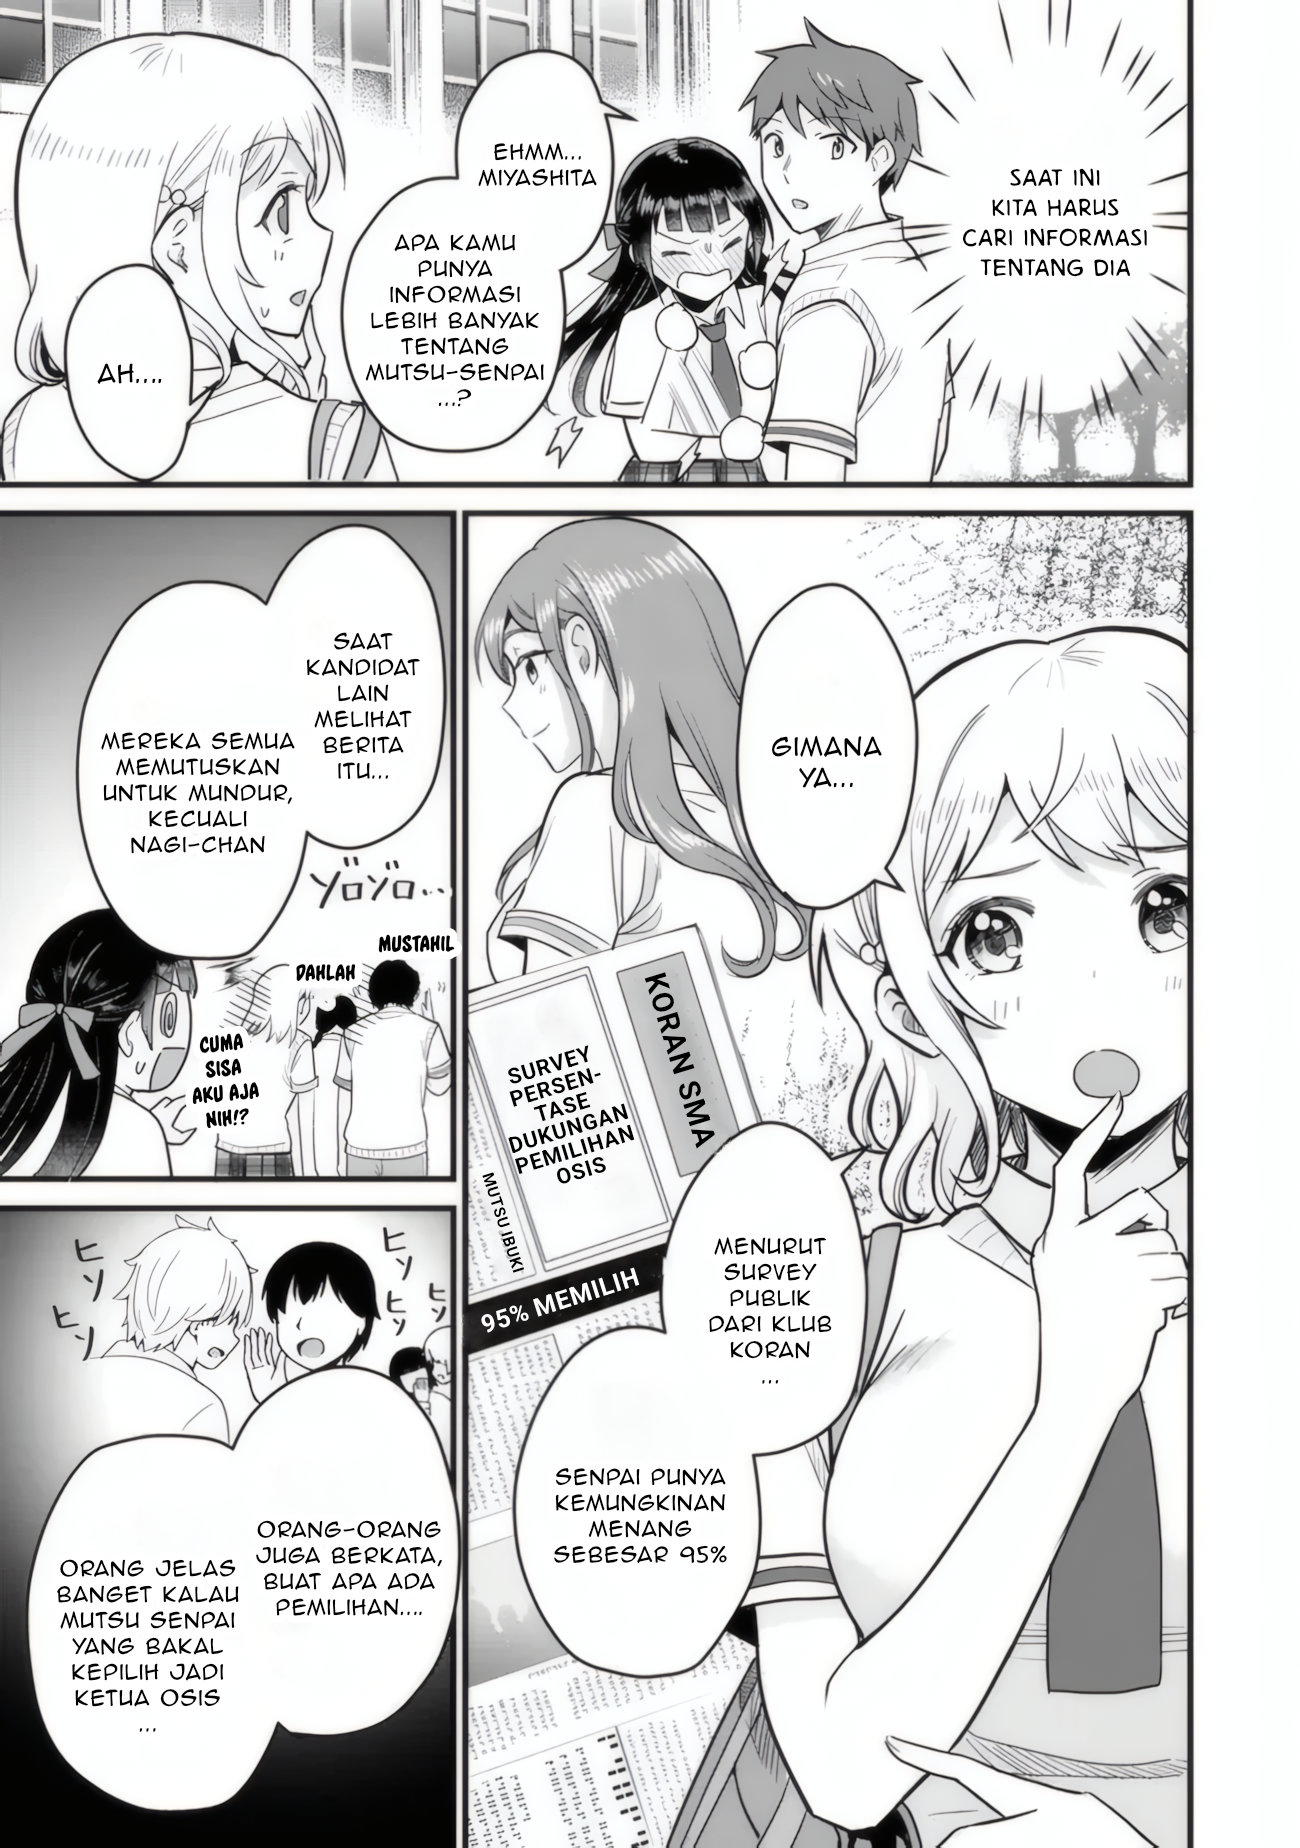 SAAT INI
KITA HARUS
CARI INFORMASI
TENTANG DIA
EHMM...
MIYASHITA
APA KAMU
PUNYA
INFORMASI
LEBIH BANYAK
TENTANG
MUTSU-SENPAI
...?
AH....
GIMANA
YA...
KORAN SMA
SURVEY
PERSEN-
TASE
DUKUNGAN
PEMILIHAN
OSIS
MUTSU IBUKI
95% MEMILIH
MENURUT
SURVEY
PUBLIK
DARI KLUB
KORAN
...
SENPAI PUNYA
KEMUNGKINAN
MENANG
SEBESAR 95%
SAAT
KANDIDAT
LAIN
MELIHAT
BERITA
ITU...
MEREKA SEMUA
MEMUTUSKAN
UNTUK MUNDUR,
KECUALI
NAGI-CHAN
ゾロゾロ...
MUSTAHIL
DAHLAH
CUMA
SISA
AKU AJA
NIH!?
ヒソヒソ
ヒソヒソ
ORANG-ORANG
JUGA BERKATA,
BUAT APA ADA
PEMILIHAN....
ORANG JELAS
BANGET KALAU
MUTSU SENPAI
YANG BAKAL
KEPILIH JADI
KETUA OSIS
...